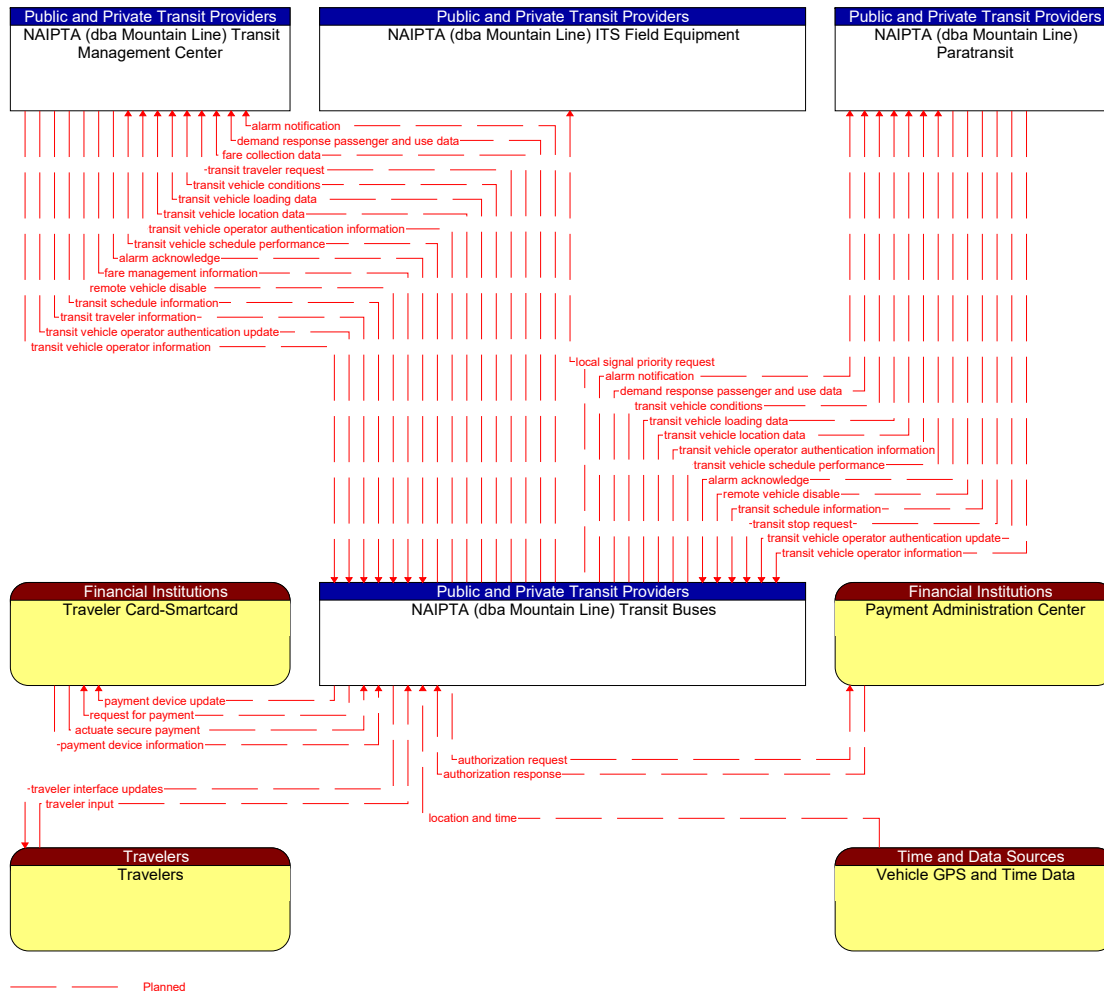 Public and Private Transit Providers
NAIPTA (dba Mountain Line) Transit
Management Center
Public and Private Transit Providers
NAIPTA (dba Mountain Line) ITS Field Equipment
Public and Private Transit Providers
NAIPTA (dba Mountain Line)
Paratransit
alarm notification
demand response passenger and use data
fare collection data
transit traveler request
transit vehicle conditions
transit vehicle loading data
transit vehicle location data
transit vehicle operator authentication information
transit vehicle schedule performance
alarm acknowledge
fare management information
remote vehicle disable
transit schedule information
transit traveler information
transit vehicle operator authentication update
transit vehicle operator information
local signal priority request
alarm notification
demand response passenger and use data
transit vehicle conditions
transit vehicle loading data
transit vehicle location data
transit vehicle operator authentication information
transit vehicle schedule performance
alarm acknowledge
remote vehicle disable
transit schedule information
transit stop request
transit vehicle operator authentication update
transit vehicle operator information
Financial Institutions
Traveler Card-Smartcard
Public and Private Transit Providers
NAIPTA (dba Mountain Line) Transit Buses
Financial Institutions
Payment Administration Center
payment device update
request for payment
actuate secure payment
payment device information
authorization request
authorization response
traveler interface updates
traveler input
location and time
Travelers
Travelers
Time and Data Sources
Vehicle GPS and Time Data
Planned